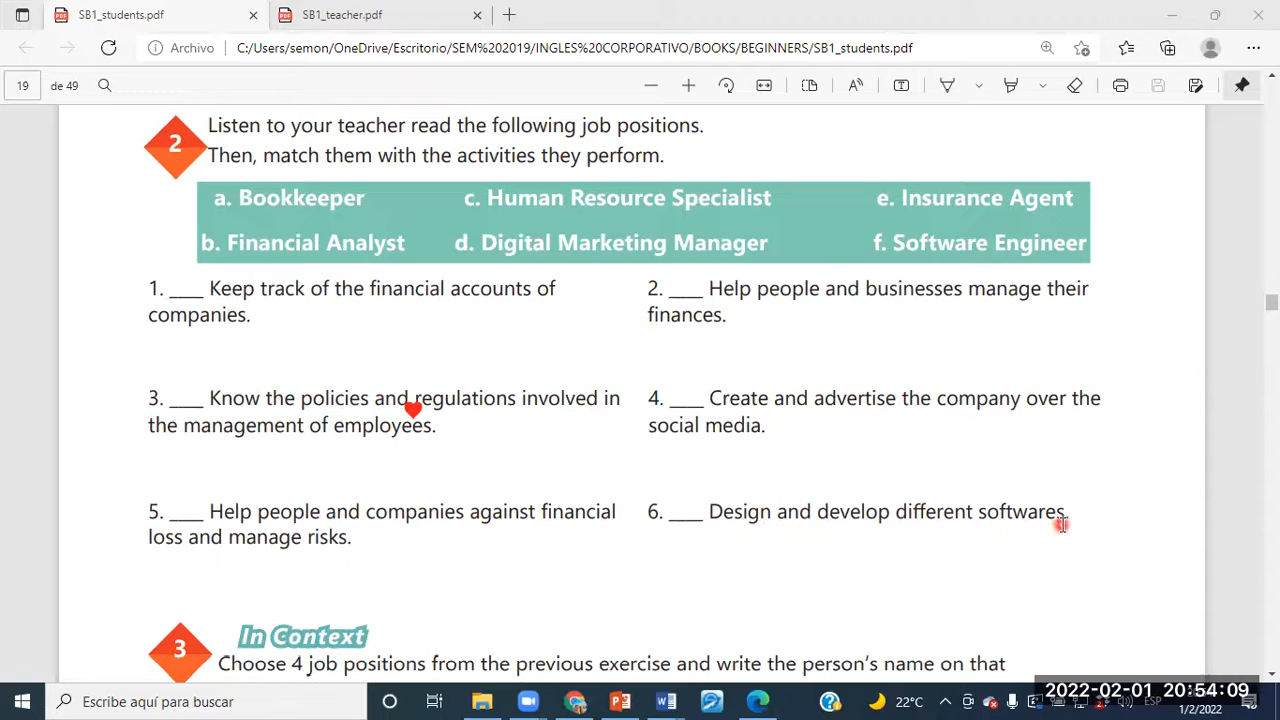 SB1_students.pdf
SB1_teacher.pdf
Archivo
C:/Users/semon/OneDrive/Escritorio/SEM%202019/INGLES%20CORPORATIVO/BOOKS/BEGINNERS/SB1_students.pdf
19 de 49
2
Listen to your teacher read the following job positions.
Then, match them with the activities they perform.
a. Bookkeeper c. Human Resource Specialist e. Insurance Agent
b. Financial Analyst d. Digital Marketing Manager f. Software Engineer
1. ____ Keep track of the financial accounts of
companies.
2. ____ Help people and businesses manage their
finances.
3. ____ Know the policies and regulations involved in
the management of employees.
4. ____ Create and advertise the company over the
social media.
5. ____ Help people and companies against financial
loss and manage risks.
6. ____ Design and develop different softwares.
3
In Context
Choose 4 job positions from the previous exercise and write the person's name on that
Escribe aquí para buscar
22°C
ESP
2022-02-01 20:54:09
1/2/2022